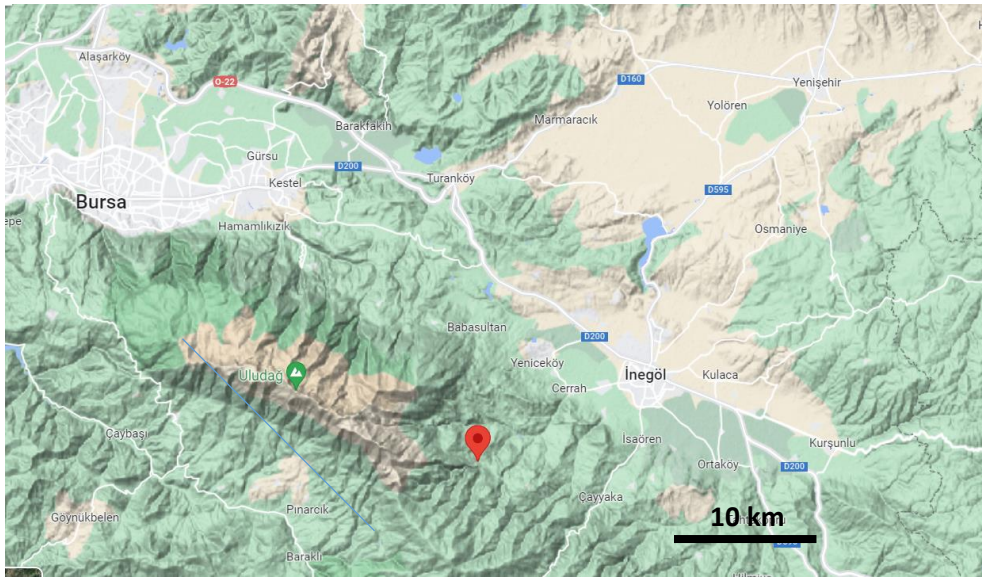 Alaşarköy
O-22
D160
Yenişehir
Yolören
Marmaracık
Barakfakih
Gürsu
D200
Kestel
Turanköy
D595
Bursa
Hamamlıkızık
Osmaniye
Babasultan
D200
Yeniceköy
Uludağ
İnegöl
Kulaca
Cerrah
Çaybaşı
İsaören
Kurşunlu
Ortaköy
D200
Çayyaka
Pınarcık
Göynükbelen
10 km
Baraklı